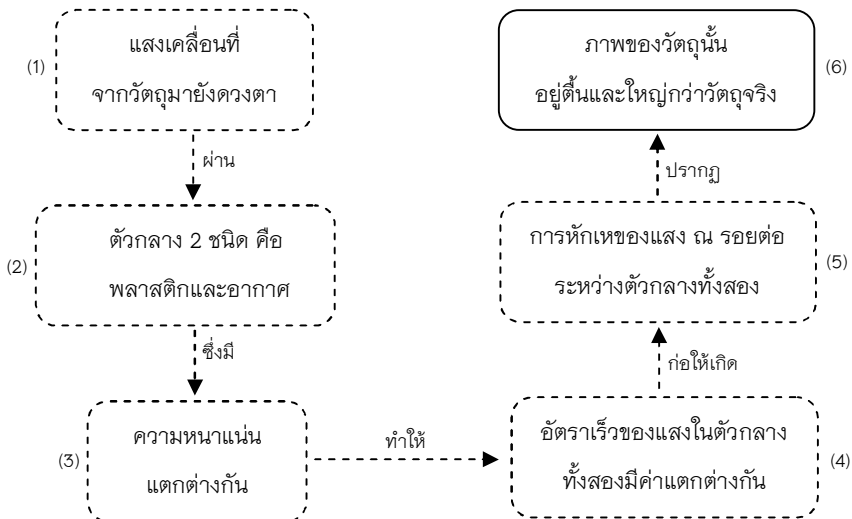 (1)
แสงเคลื่อนที่
จากวัตถุมายังดวงตา
ผ่าน
(2)
ตัวกลาง 2 ชนิด คือ
พลาสติกและอากาศ
ซึ่งมี
(3)
ความหนาแน่น
แตกต่างกัน
ทำให้
อัตราเร็วของแสงในตัวกลาง
ทั้งสองมีค่าแตกต่างกัน
(4)
ก่อให้เกิด
การหักเหของแสง ณ รอยต่อ
ระหว่างตัวกลางทั้งสอง
(5)
ปรากฏ
ภาพของวัตถุนั้น
อยู่ตื้นและใหญ่กว่าวัตถุจริง
(6)